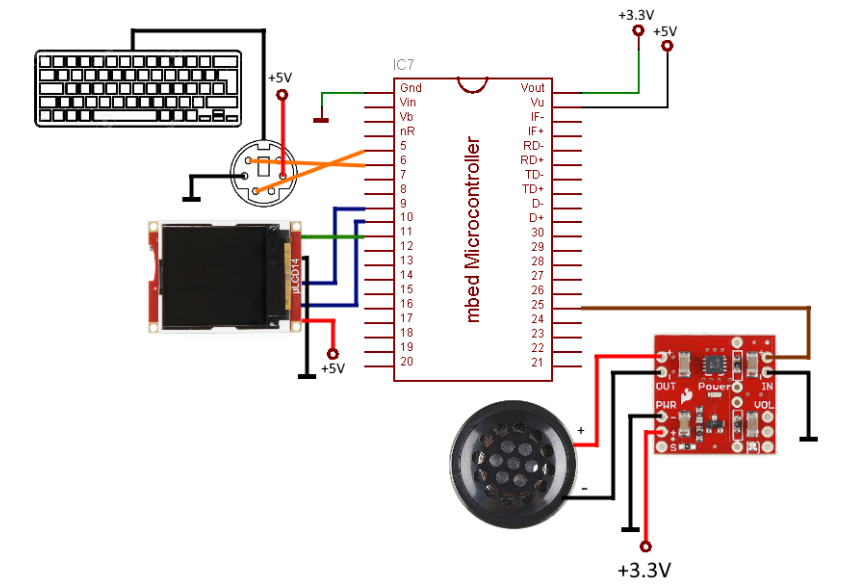 +3.3V
+5V
IC7
+5V
Gnd
Vin
Vb
nR
5
6
7
8
9
10
11
12
13
14
15
16
17
18
19
20
mbed Microcontroller
Vout
Vu
IF-
IF+
RD-
RD+
TD-
TD+
D-
D+
30
29
28
27
26
25
24
23
22
21
µLCD14
+5V
+
-
OUT
Power
IN
PWR
VOL
-
+
S
+3.3V